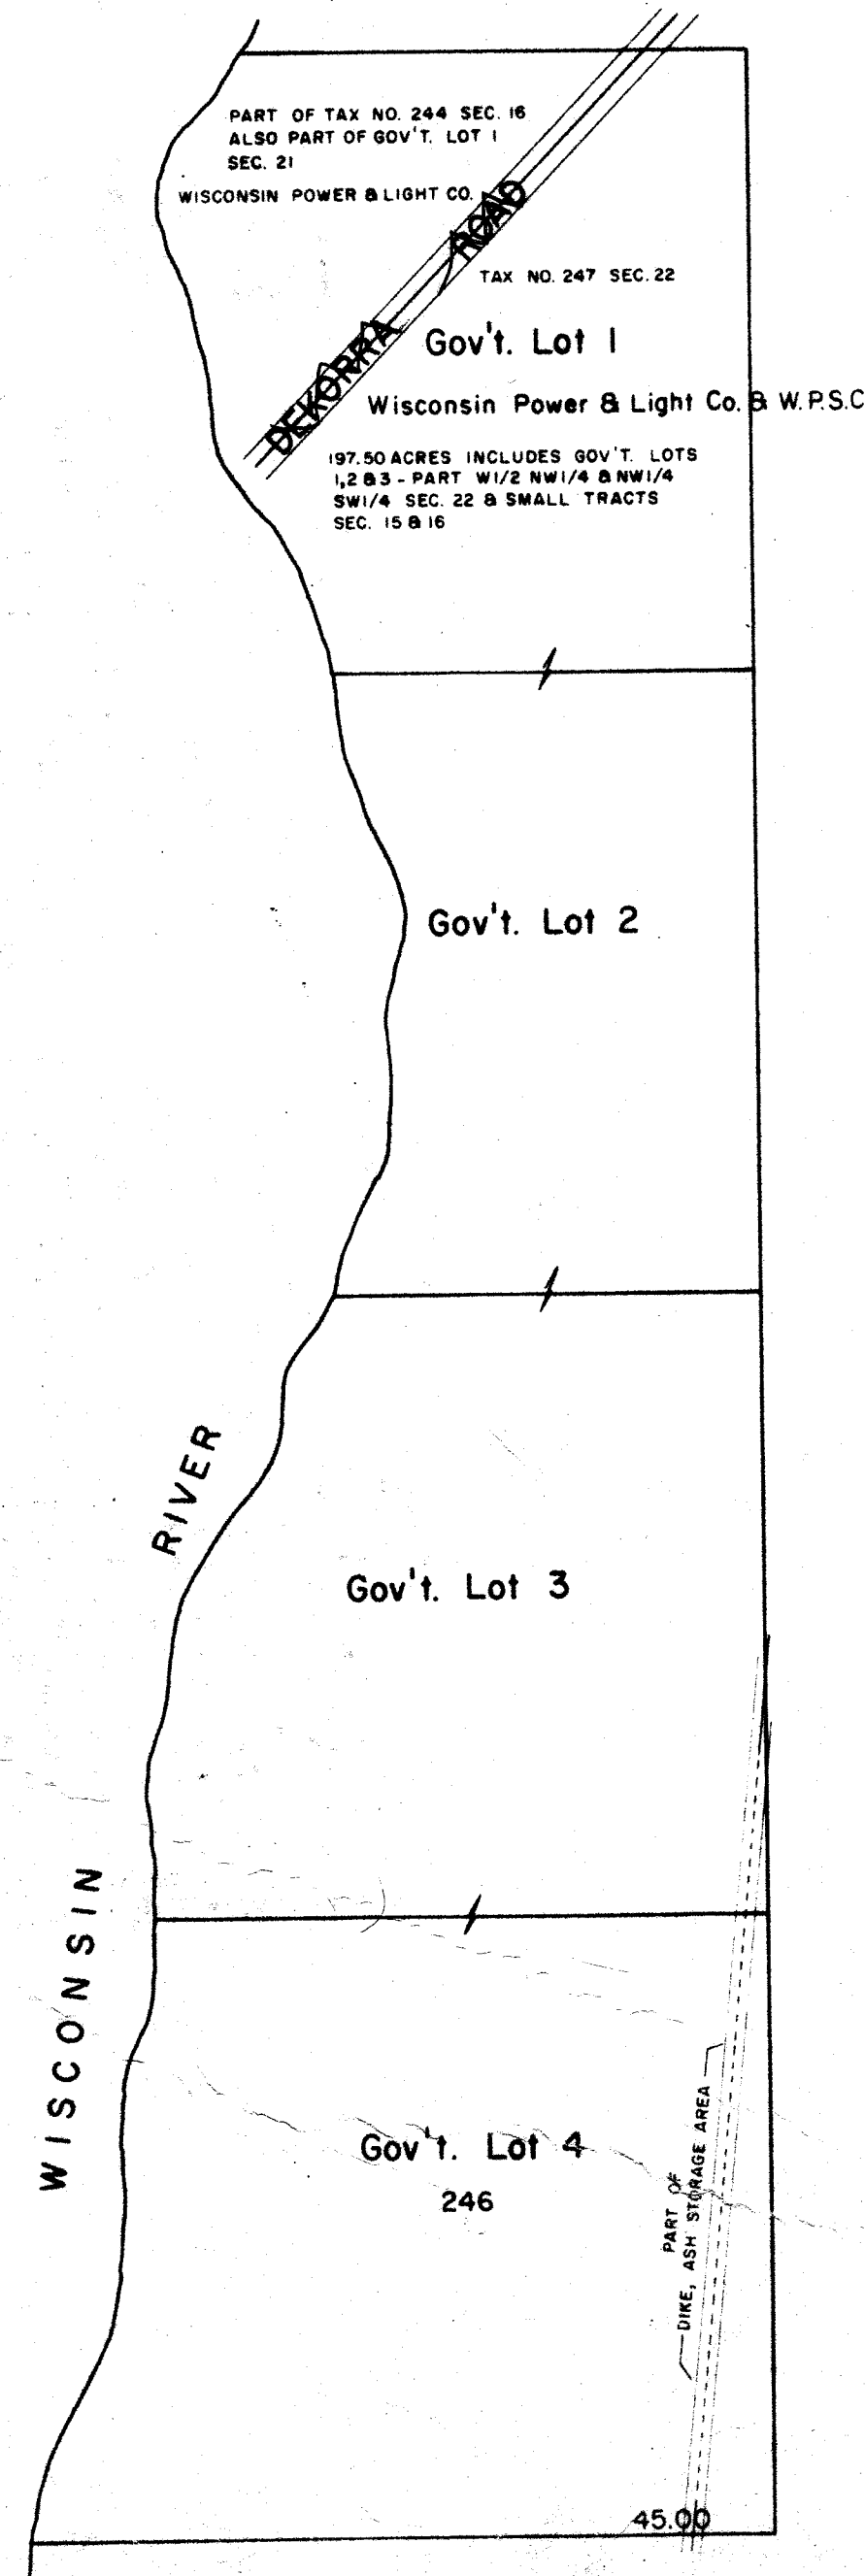 PART OF TAX NO. 244 SEC. 16
ALSO PART OF GOV'T. LOT 1
SEC. 21
WISCONSIN POWER & LIGHT CO.
DEKORRA ROAD
TAX NO. 247 SEC. 22
Gov't. Lot 1
Wisconsin Power & Light Co. & W.P.S.C
197.50 ACRES INCLUDES GOV'T. LOTS
1,2 & 3 - PART W1/2 NW1/4 & NW1/4
SW1/4 SEC. 22 & SMALL TRACTS
SEC. 15 & 16
Gov't. Lot 2
WISCONSIN RIVER
Gov't. Lot 3
Gov't. Lot 4
246
PART OF
DIKE, ASH STORAGE AREA
45.00